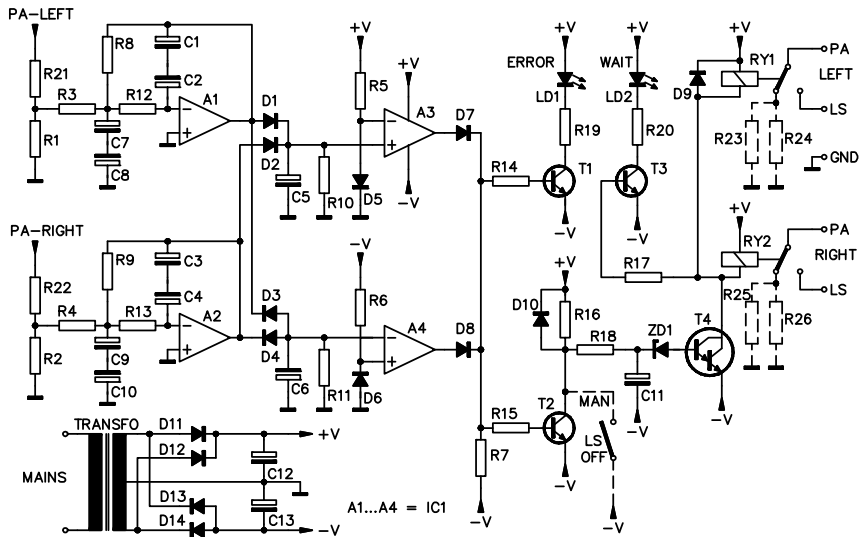 PA-LEFT
+V
+V
+V
+V
R8
C1
C2
R21
R3
R12
A1
R1
C7
C8
D1
D2
C5
R10
R5
+V
A3
D7
D5
-V
ERROR
LD1
R19
WAIT
LD2
R20
R14
T1
T3
-V
-V
D9
RY1
PA
LEFT
LS
R23
R24
GND
PA-RIGHT
-V
R9
C3
C4
R22
R4
R13
A2
R2
C9
C10
D3
D4
C6
R11
R6
A4
D8
D6
+V
D10
R16
R17
R18
ZD1
T4
C11
-V
-V
+V
RY2
PA
RIGHT
LS
R25
R26
R15
T2
R7
MAN
LS
OFF
-V
-V
-V
TRANSFO
D11
D12
D13
D14
MAINS
+V
C12
C13
-V
A1...A4 = IC1